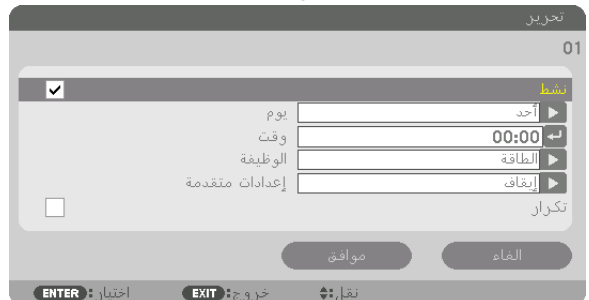 تحرير
01
نشط
يوم أحد
وقت 00:00
الوظيفة الطاقة
إعدادات متقدمة إيقاف
تكرار
الغاء موافق
نقل: خروج: EXIT اختيار: ENTER